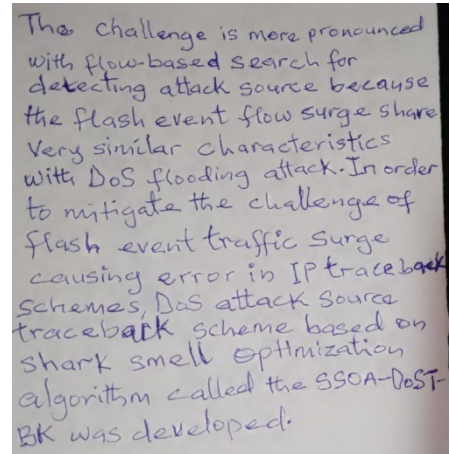 The challenge is more pronounced
with flow-based search for
detecting attack source because
the flash event flow surge share
very similar characteristics
with DoS flooding attack. In order
to mitigate the challenge of
flash event traffic surge
causing error in IP traceback
schemes, DoS attack source
traceback scheme based on
shark smell optimization
algorithm called the SSOA-DoST-
BK was developed.